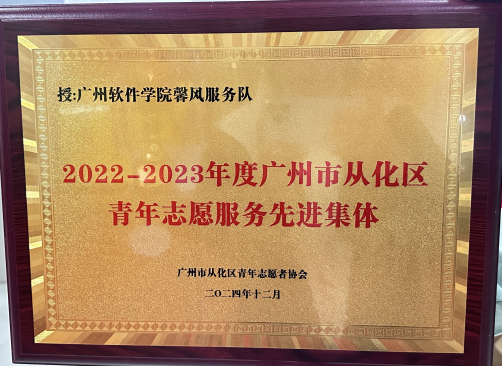 授:广州软件学院馨风服务队
2022-2023年度广州市从化区
青年志愿服务先进集体
广州市从化区青年志愿者协会
二〇二四年十二月